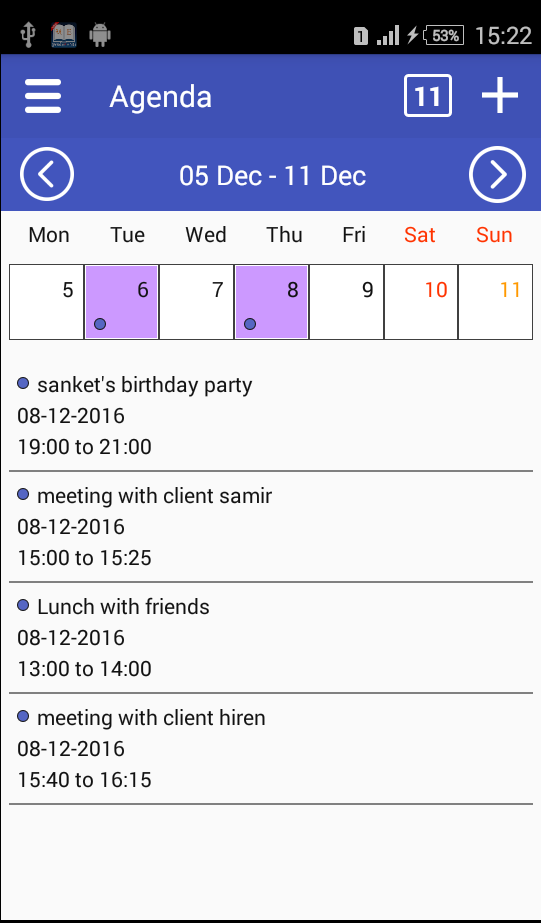 1 53% 15:22
Agenda 11
05 Dec - 11 Dec
Mon Tue Wed Thu Fri Sat Sun
5 6 7 8 9 10 11
sanket's birthday party
08-12-2016
19:00 to 21:00
meeting with client samir
08-12-2016
15:00 to 15:25
Lunch with friends
08-12-2016
13:00 to 14:00
meeting with client hiren
08-12-2016
15:40 to 16:15